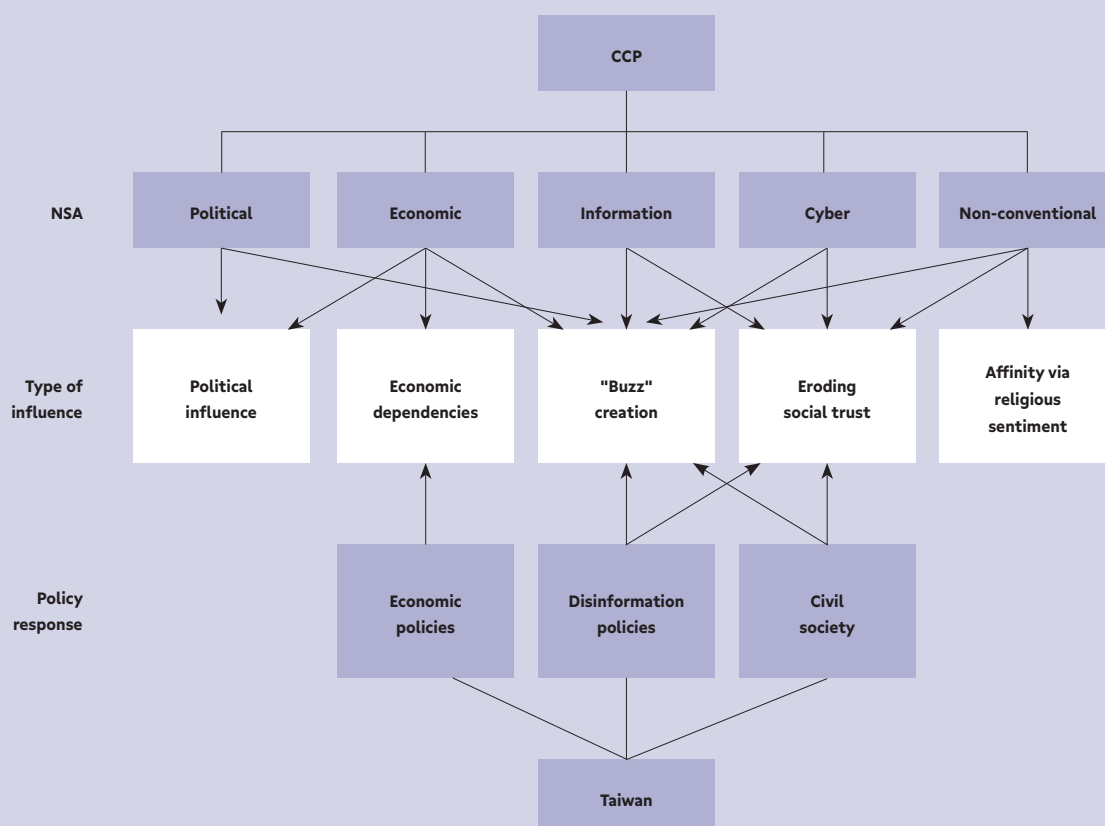 CCP
NSA
Political
Economic
Information
Cyber
Non-conventional
Type of
influence
Political
influence
Economic
dependencies
"Buzz"
creation
Eroding
social trust
Affinity via
religious
sentiment
Policy
response
Economic
policies
Disinformation
policies
Civil
society
Taiwan